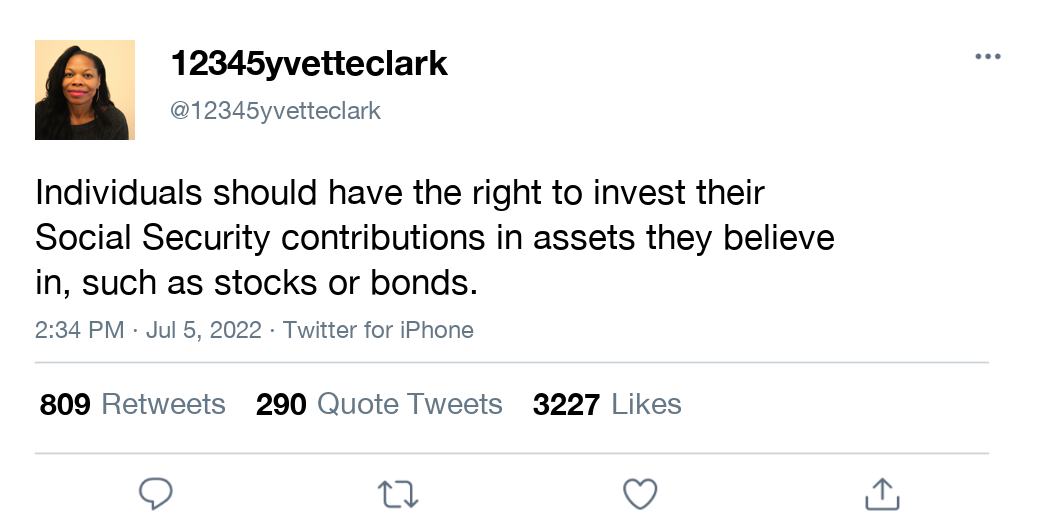 12345yvetteclark
@12345yvetteclark
Individuals should have the right to invest their
Social Security contributions in assets they believe
in, such as stocks or bonds.
2:34 PM · Jul 5, 2022 · Twitter for iPhone
809 Retweets 290 Quote Tweets 3227 Likes